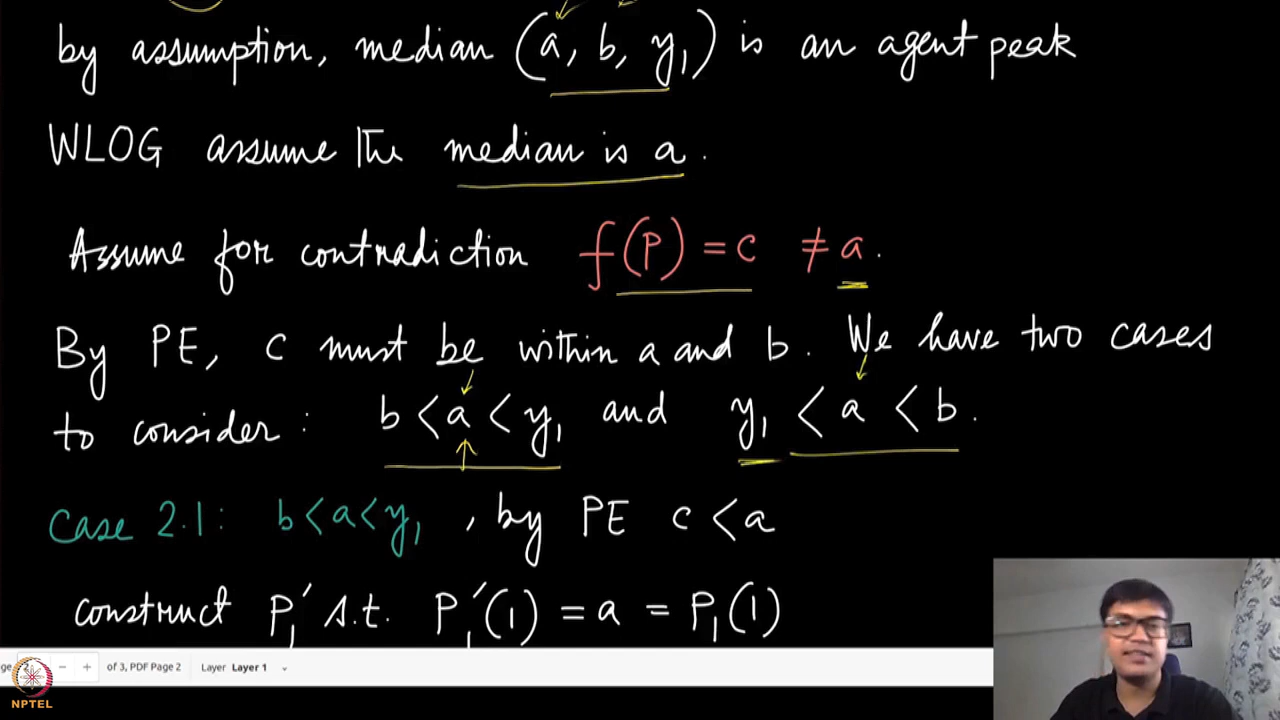 by assumption, median (a, b, y₁) is an agent peak
WLOG assume the median is a.
Assume for contradiction f(P) = c ≠ a.
By PE, c must be within a and b. We have two cases
to consider: b < a < y₁ and y₁ < a < b.
Case 2.1: b < a < y₁, by PE c < a
construct P₁' s.t. P₁'(1) = a = P₁(1)
ge 2 − + of 3, PDF Page 2 Layer Layer 1
NPTEL